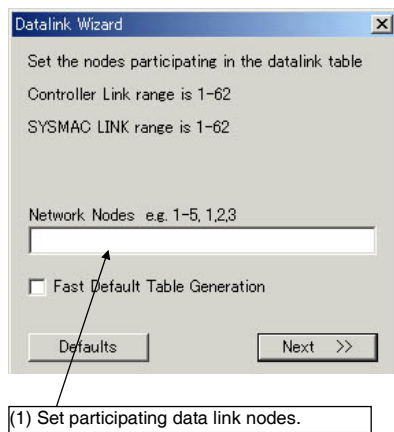 Datalink Wizard
Set the nodes participating in the datalink table
Controller Link range is 1-62
SYSMAC LINK range is 1-62
Network Nodes e.g. 1-5, 1,2,3
Fast Default Table Generation
Defaults
Next >>
(1) Set participating data link nodes.